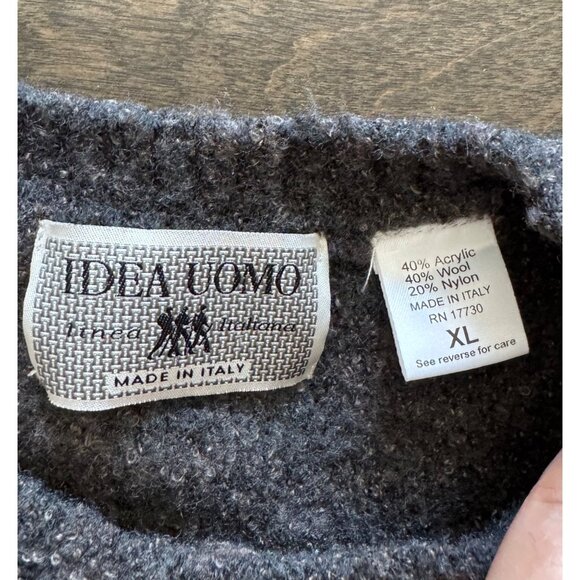 IDEA UOMO
linea italiana
MADE IN ITALY
40% Acrylic
40% Wool
20% Nylon
MADE IN ITALY
RN 17730
XL
See reverse for care